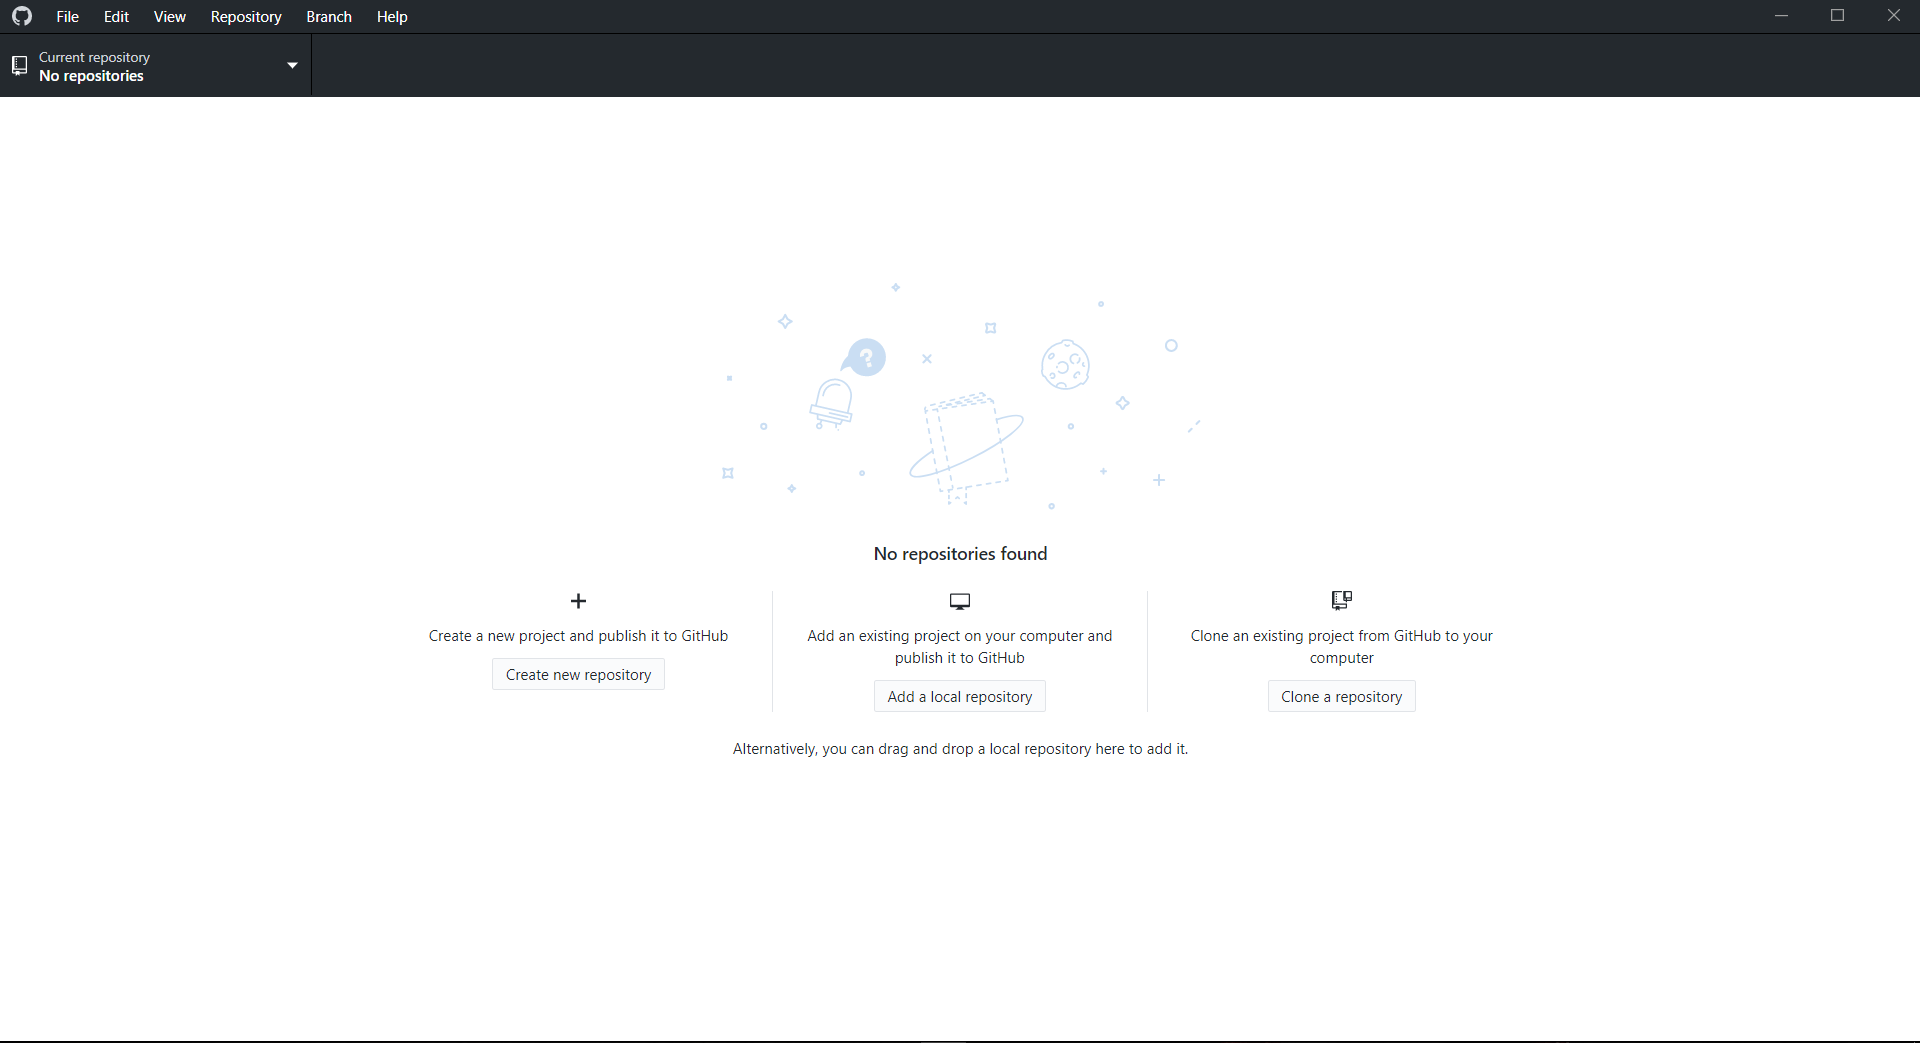 File Edit View Repository Branch Help
Current repository
No repositories
?
No repositories found
Create a new project and publish it to GitHub
Create new repository
Add an existing project on your computer and
publish it to GitHub
Add a local repository
Clone an existing project from GitHub to your
computer
Clone a repository
Alternatively, you can drag and drop a local repository here to add it.